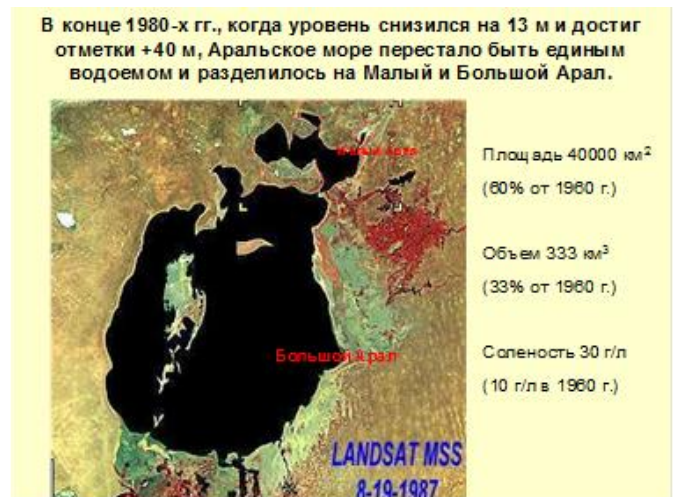 В конце 1980-х гг., когда уровень снизился на 13 м и достиг
отметки +40 м, Аральское море перестало быть единым
водоемом и разделилось на Малый и Большой Арал.
Малый Арал
Площадь 40000 км²
(60% от 1960 г.)
Объем 333 км³
(33% от 1960 г.)
Большой Арал
Соленость 30 г/л
(10 г/л в 1960 г.)
LANDSAT MSS
8-19-1987